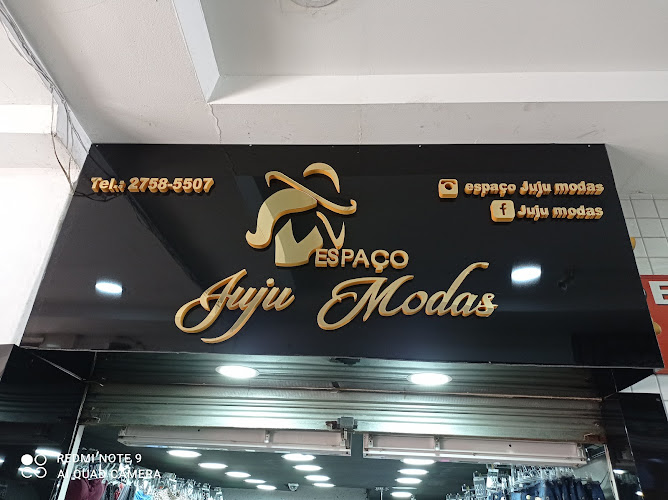 Tel.: 2758-5507
espaço Juju modas
f Juju modas
ESPAÇO
Juju Modas
E
REDMI NOTE 9
AI QUAD CAMERA